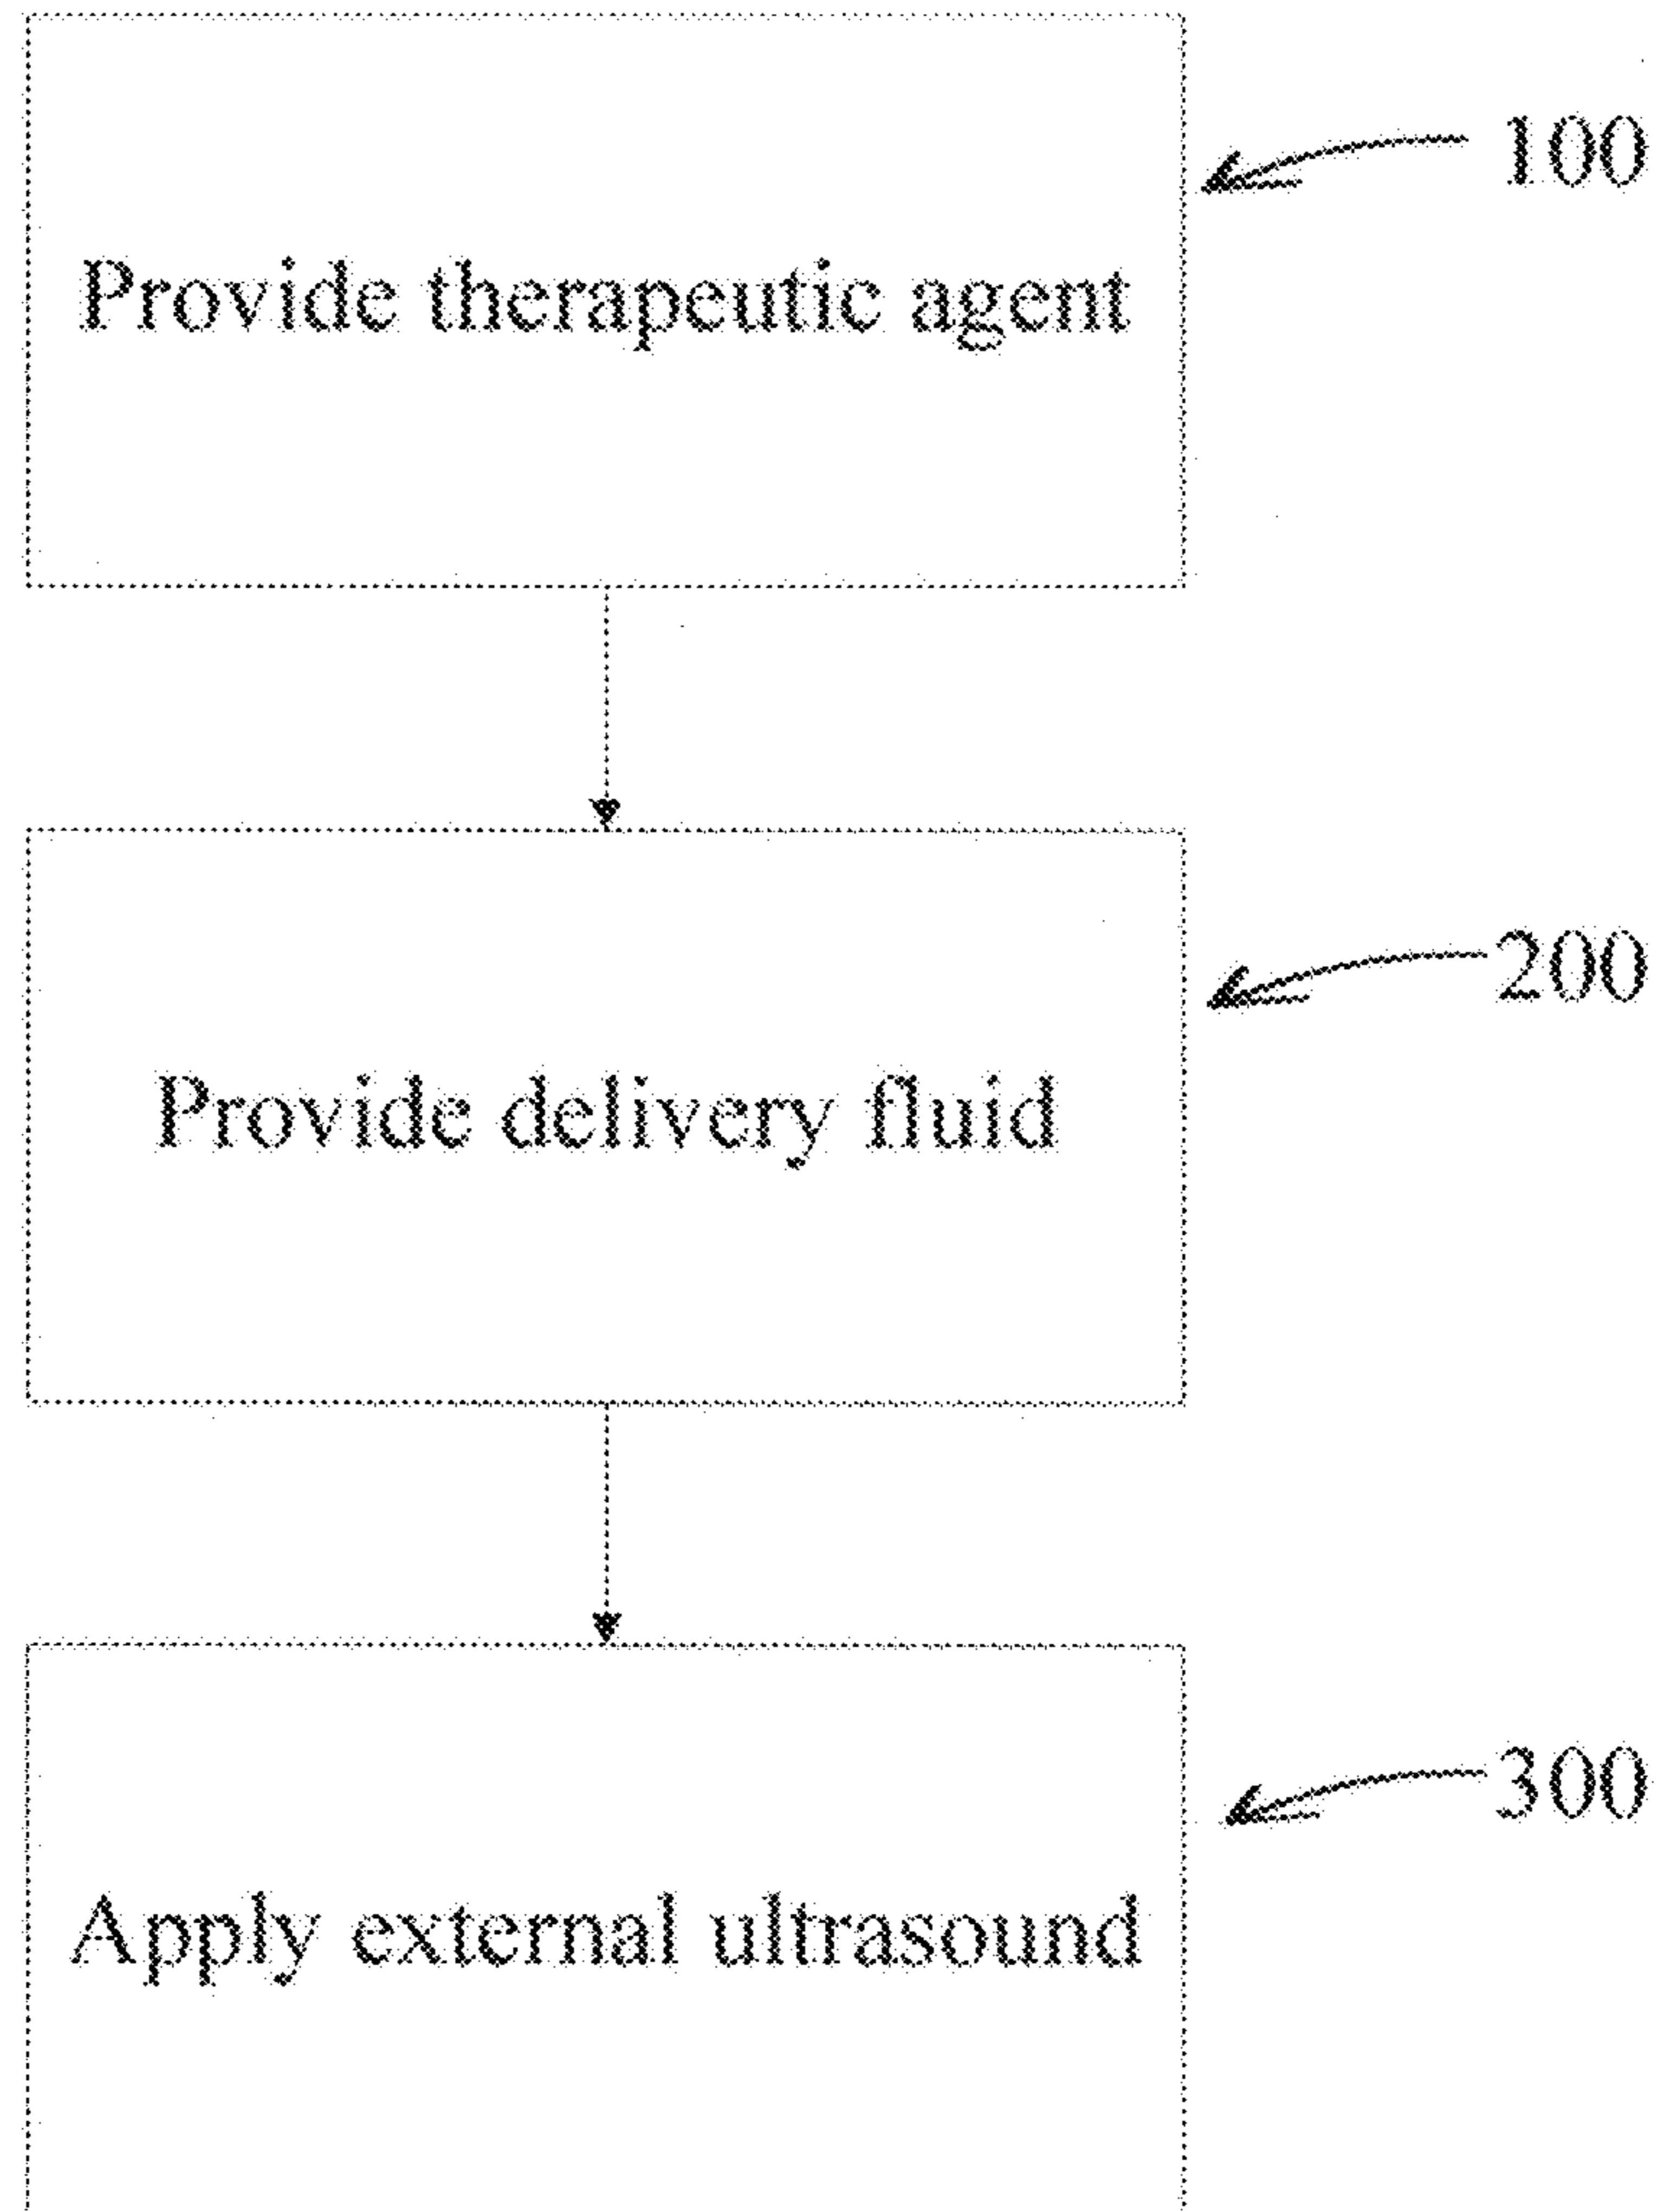 100
Provide therapeutic agent
200
Provide delivery fluid
300
Apply external ultrasound